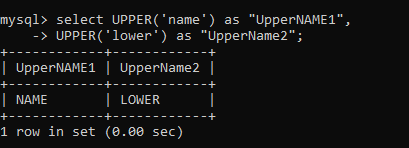 mysql> select UPPER('name') as "UpperNAME1",
    -> UPPER('lower') as "UpperName2";
+------------+------------+
| UpperNAME1 | UpperName2 |
+------------+------------+
| NAME       | LOWER      |
+------------+------------+
1 row in set (0.00 sec)